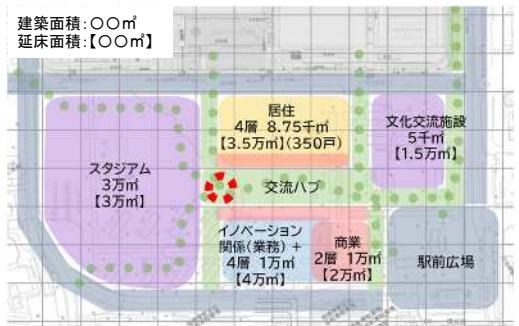 建築面積:〇〇㎡
延床面積:【〇〇㎡】
居住
4層 8.75千㎡
【3.5万㎡】(350戸)
文化交流施設
5千㎡
【1.5万㎡】
スタジアム
3万㎡
【3万㎡】
交流ハブ
イノベーション
関係(業務)+
4層 1万㎡
【4万㎡】
商業
2層 1万㎡
【2万㎡】
駅前広場